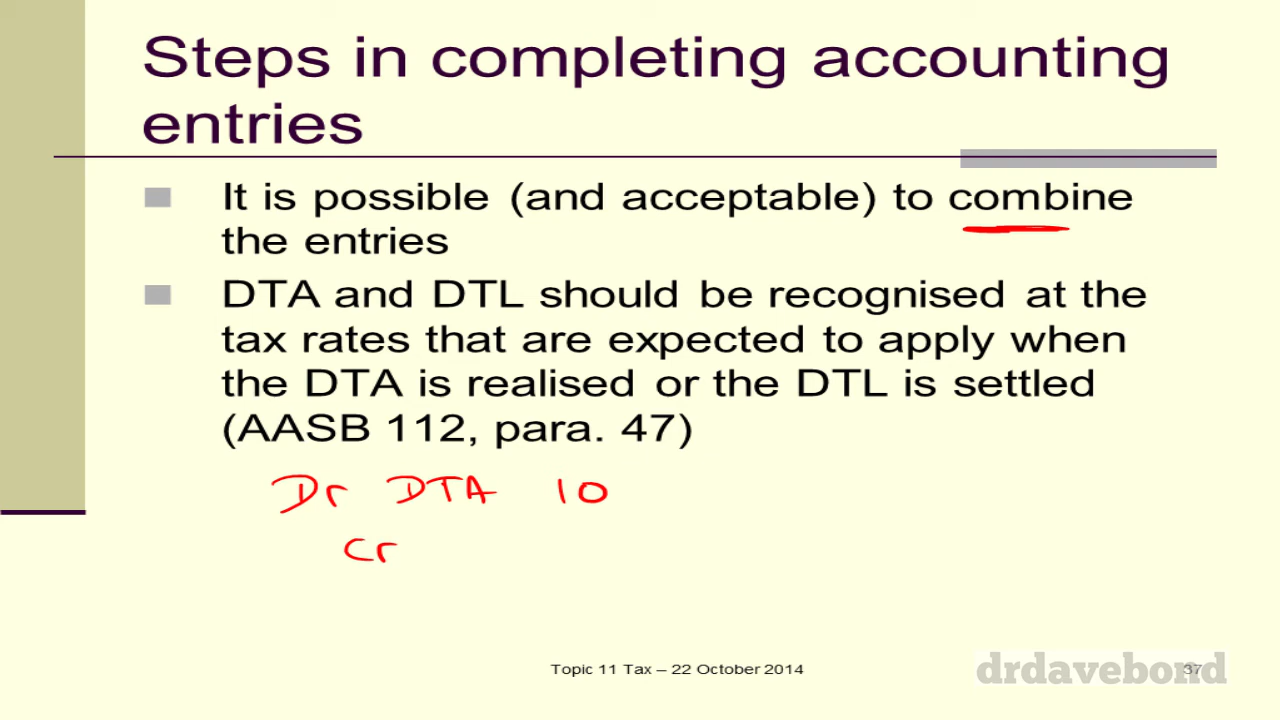 Steps in completing accounting
entries
It is possible (and acceptable) to combine
the entries
DTA and DTL should be recognised at the
tax rates that are expected to apply when
the DTA is realised or the DTL is settled
(AASB 112, para. 47)
Dr DTA 10
Cr
Topic 11 Tax – 22 October 2014
drdavebond
37